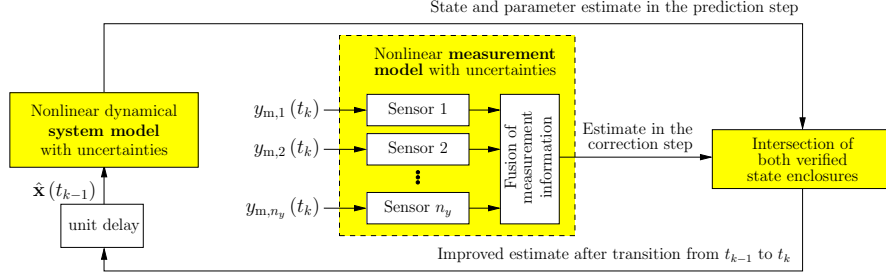 State and parameter estimate in the prediction step
Nonlinear dynamical
system model
with uncertainties
x̂ (t_{k−1})
unit delay
Nonlinear measurement
model with uncertainties
y_{m,1} (t_k)
Sensor 1
y_{m,2} (t_k)
Sensor 2
y_{m,n_y} (t_k)
Sensor n_y
Fusion of
measurement
information
Estimate in the
correction step
Intersection of
both verified
state enclosures
Improved estimate after transition from t_{k−1} to t_k